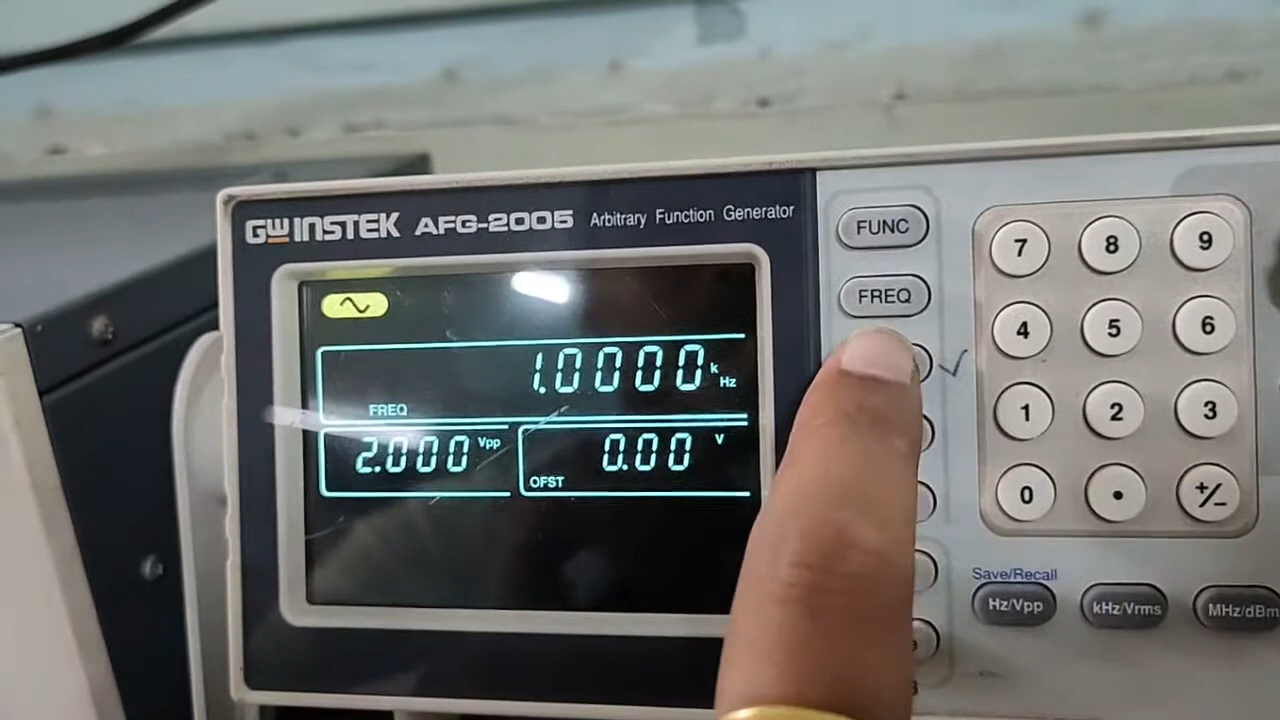 GWINSTEK AFG-2005 Arbitrary Function Generator
1.0000 kHz
FREQ
2.000 Vpp
0.00 V
OFST
FUNC
FREQ
7 8 9
4 5 6
1 2 3
0 • +/-
Save/Recall
Hz/Vpp kHz/Vrms MHz/dBm